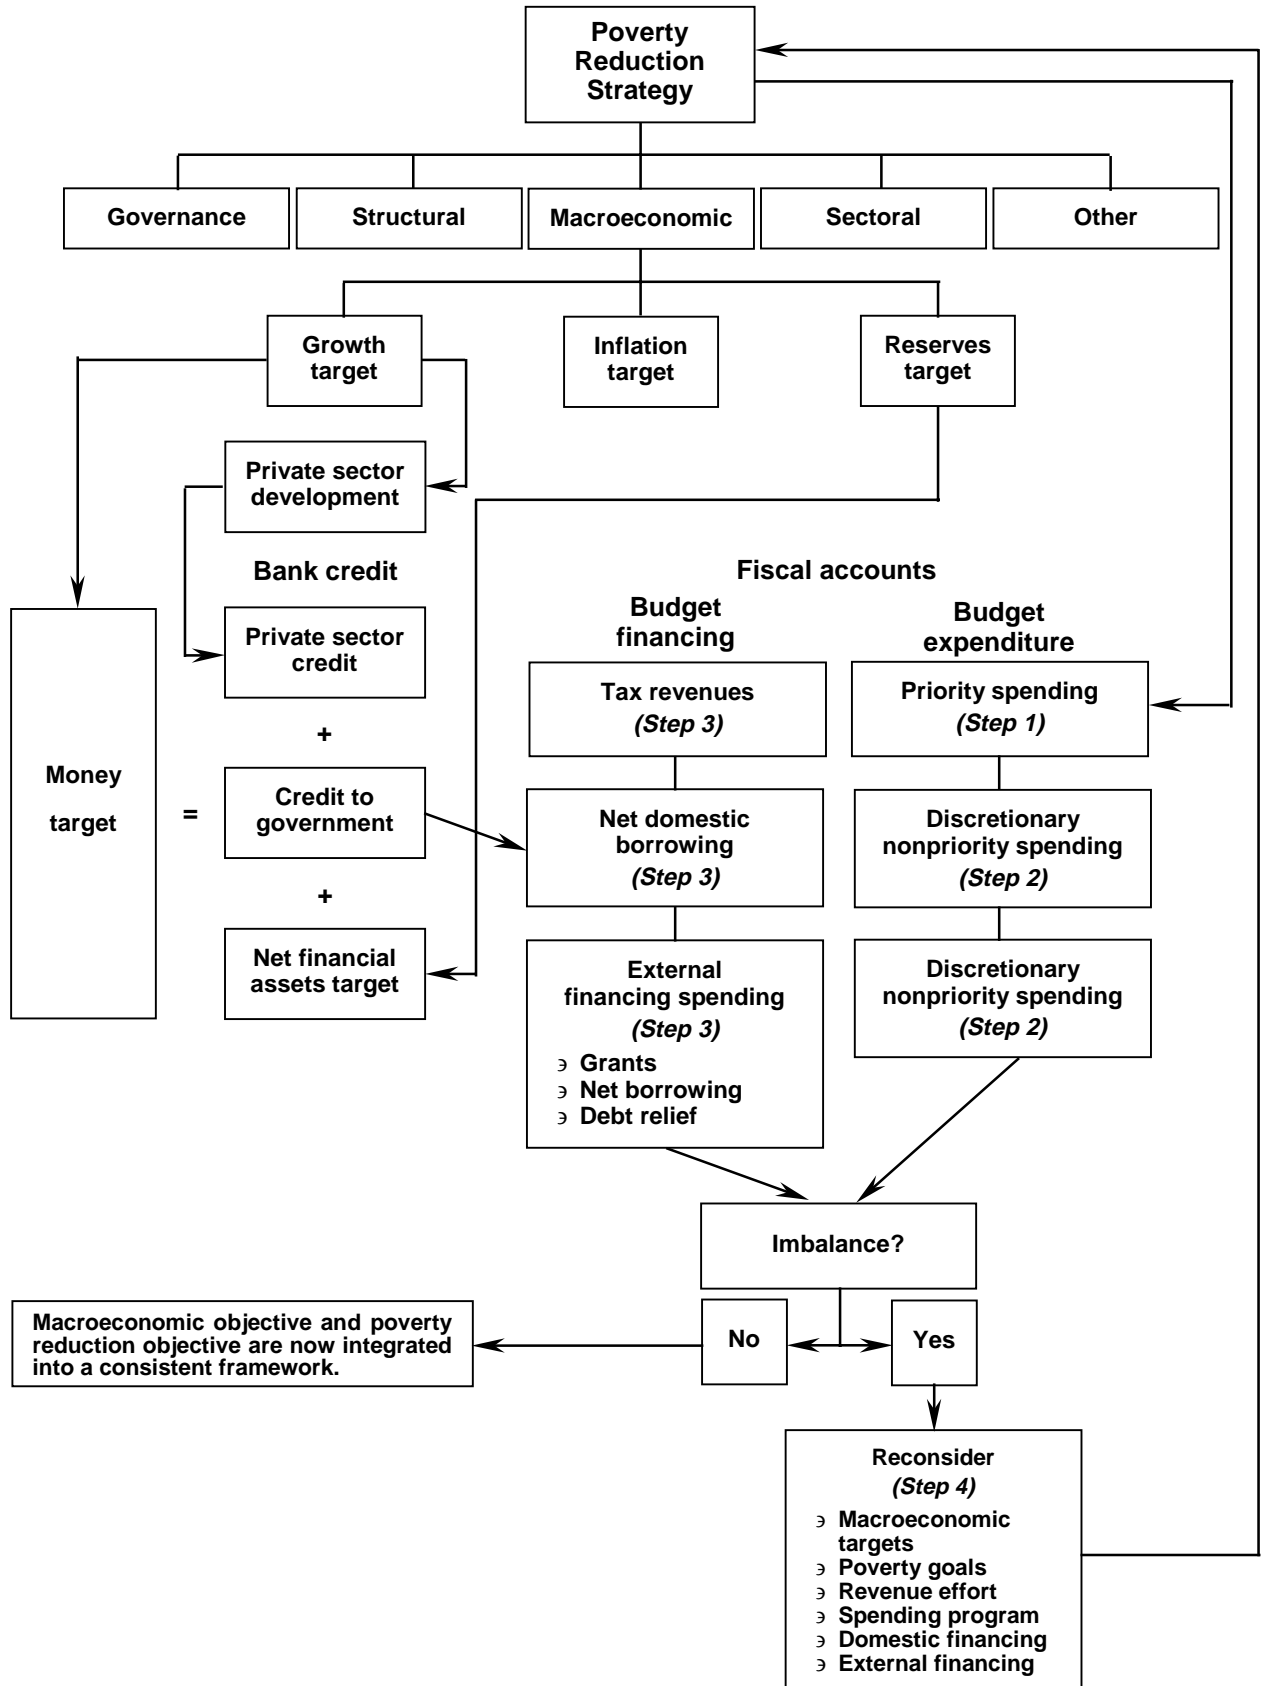 Poverty
Reduction
Strategy
Governance
Structural
Macroeconomic
Sectoral
Other
Growth
target
Inflation
target
Reserves
target
Private sector
development
Bank credit
Fiscal accounts
Budget
financing
Budget
expenditure
Private sector
credit
Tax revenues
(Step 3)
Priority spending
(Step 1)
+
Money
target
=
Credit to
government
Net domestic
borrowing
(Step 3)
Discretionary
nonpriority spending
(Step 2)
+
Net financial
assets target
External
financing spending
(Step 3)
϶ Grants
϶ Net borrowing
϶ Debt relief
Discretionary
nonpriority spending
(Step 2)
Imbalance?
No
Yes
Macroeconomic objective and poverty
reduction objective are now integrated
into a consistent framework.
Reconsider
(Step 4)
϶ Macroeconomic
targets
϶ Poverty goals
϶ Revenue effort
϶ Spending program
϶ Domestic financing
϶ External financing